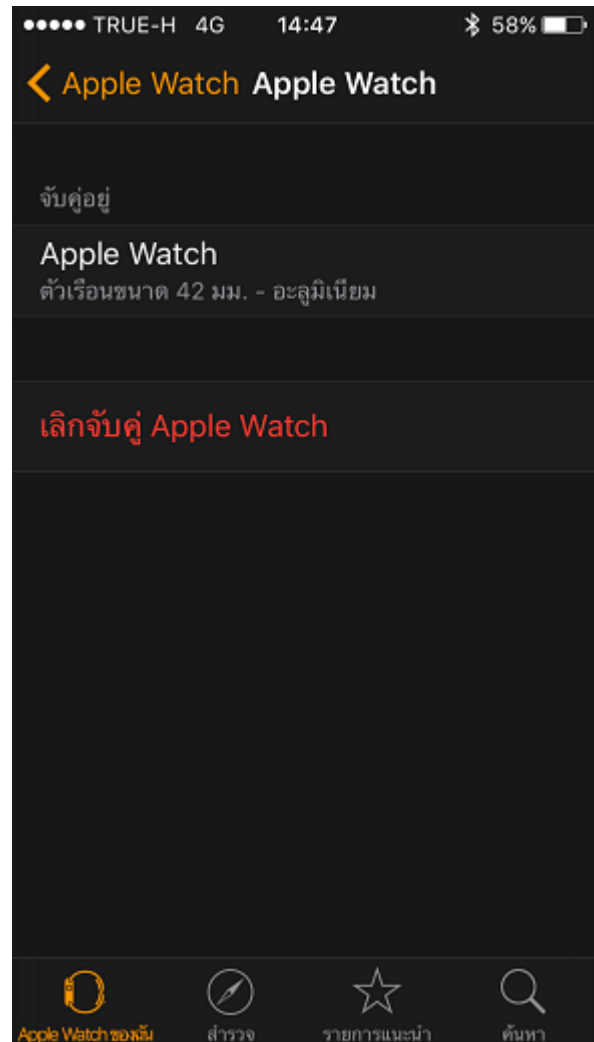 TRUE-H 4G 14:47 58%
Apple Watch Apple Watch
จับคู่อยู่
Apple Watch
ตัวเรือนขนาด 42 มม. - อะลูมิเนียม
เลิกจับคู่ Apple Watch
Apple Watch ของฉัน สำรวจ รายการแนะนำ ค้นหา